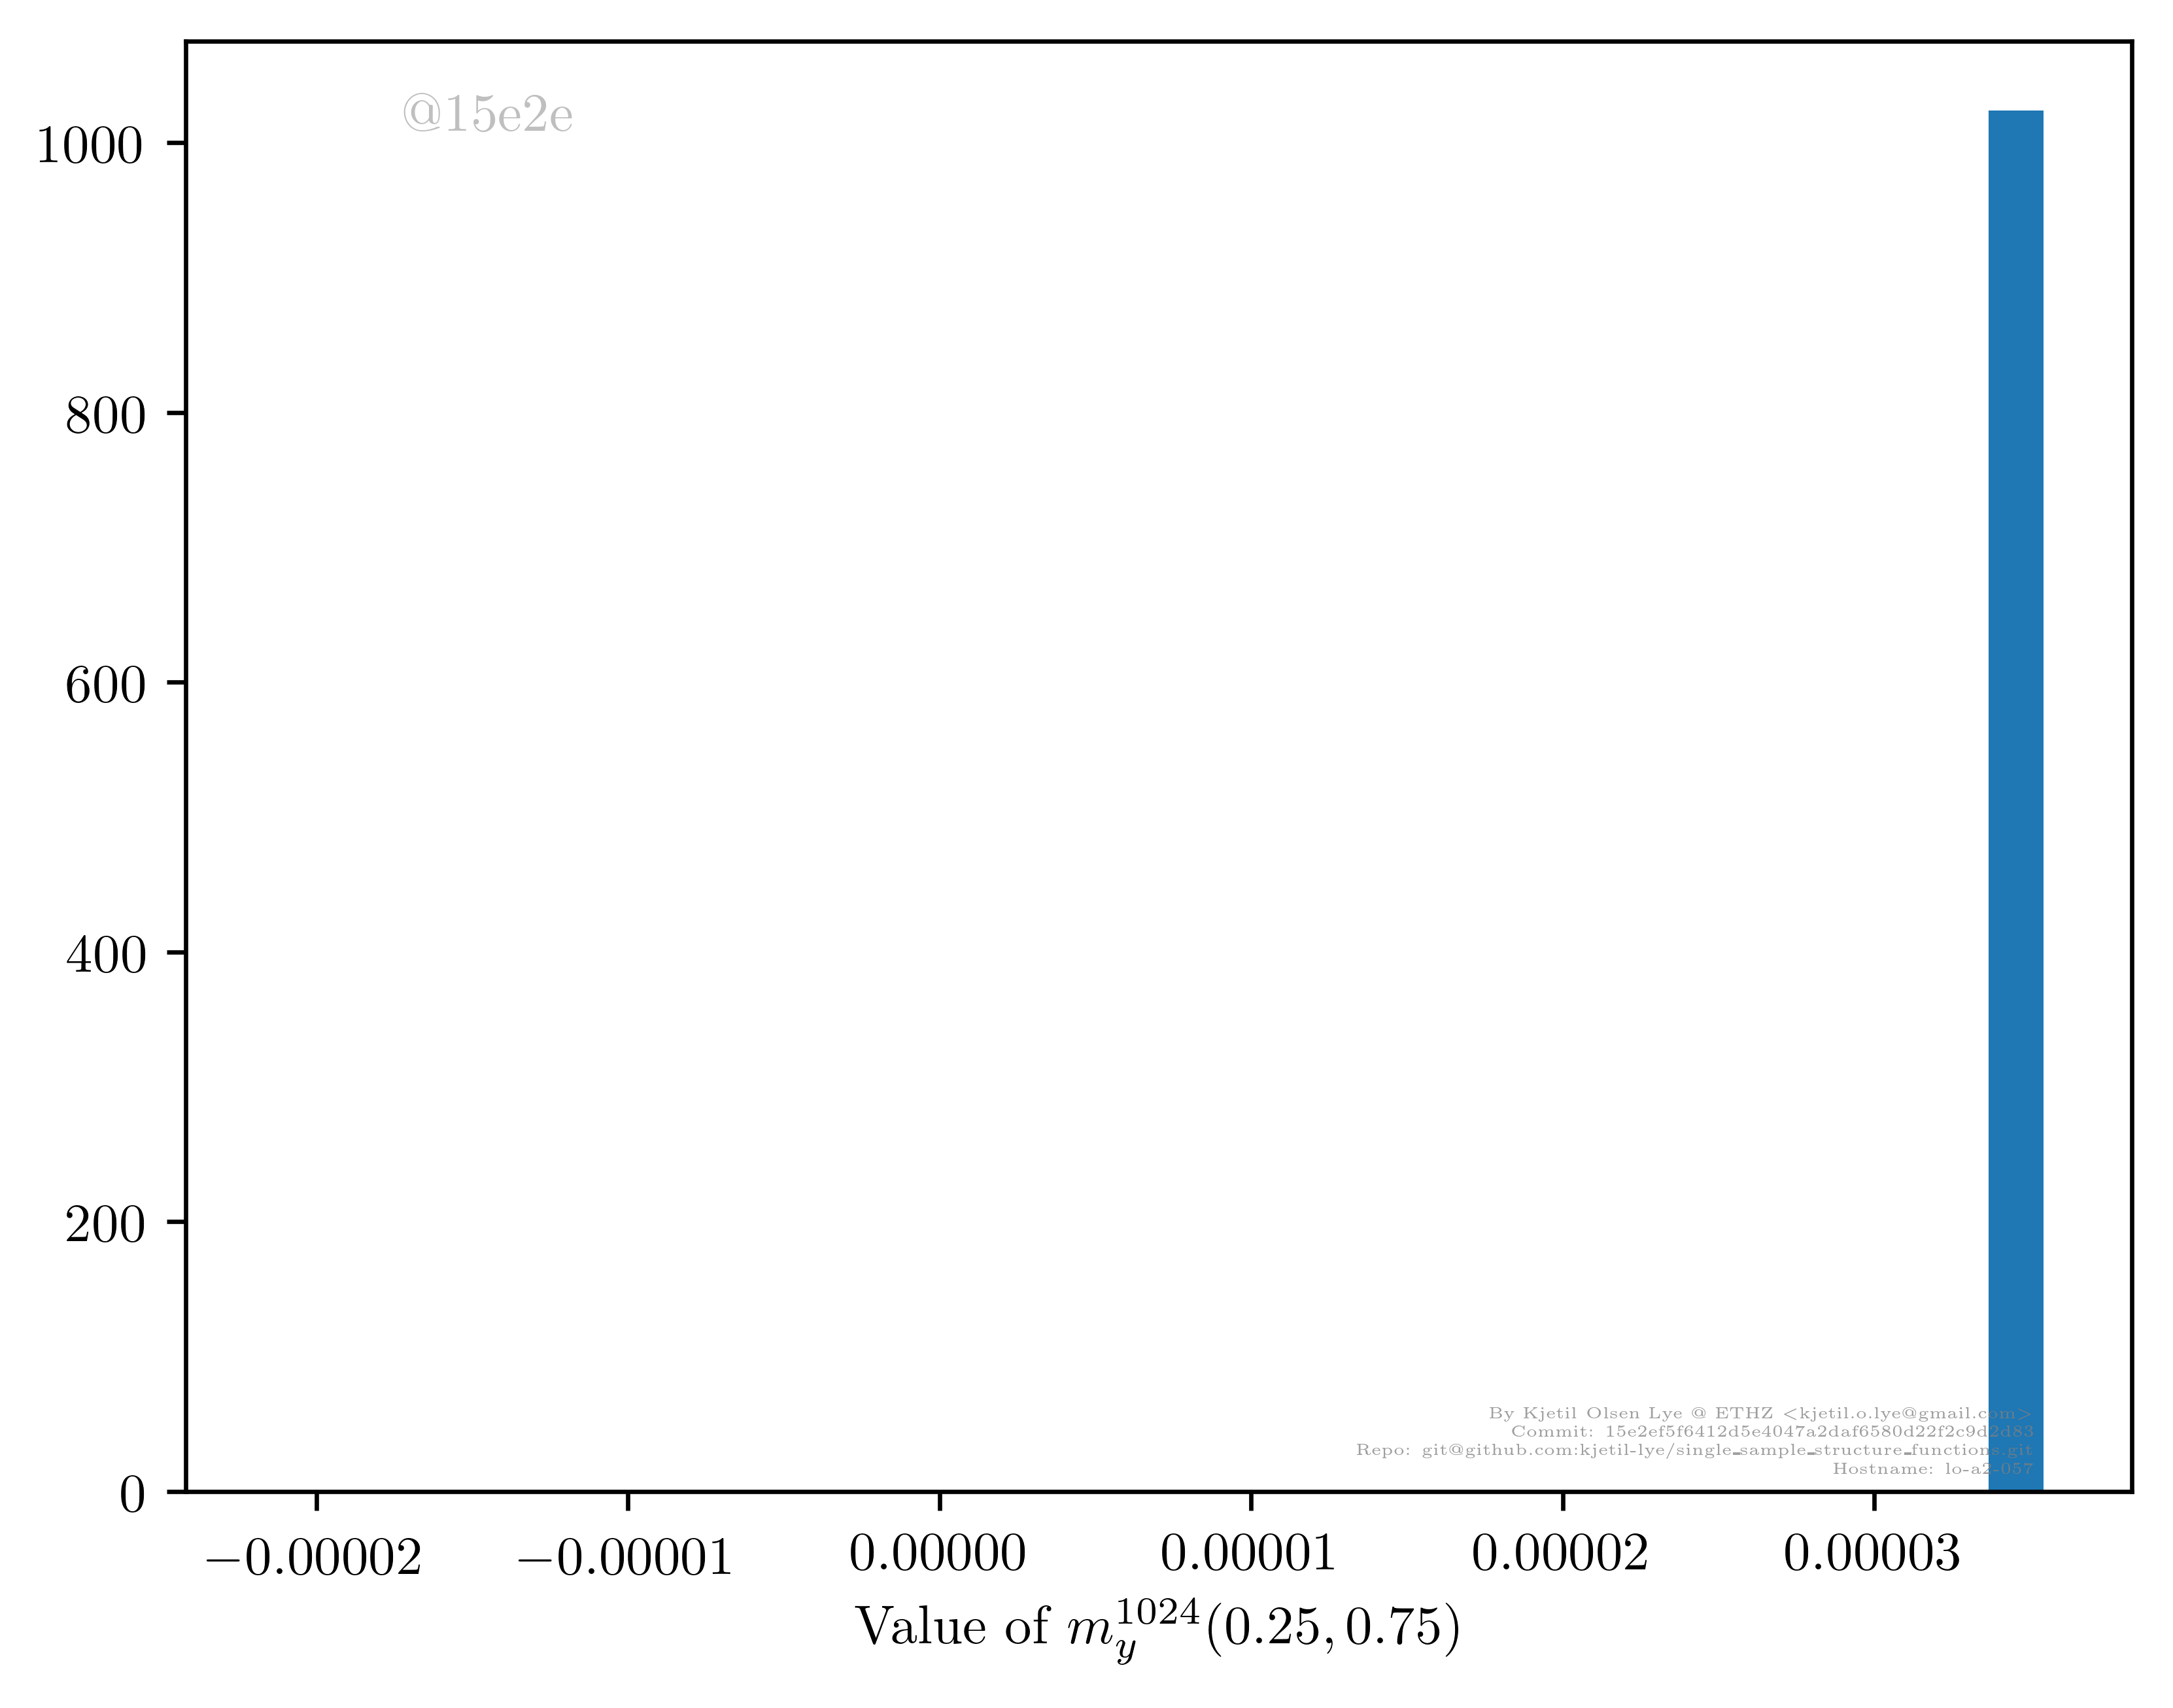 @15e2e
1000
800
600
400
200
0
By Kjetil Olsen Lye @ ETHZ <kjetil.o.lye@gmail.com>
Commit: 15e2ef5f6412d5e4047a2daf6580d22f2c9d2d83
Repo: git@github.com:kjetil-lye/single_sample_structure_functions.git
Hostname: lo-a2-057
−0.00002 −0.00001 0.00000 0.00001 0.00002 0.00003
Value of $m_y^{1024}(0.25, 0.75)$